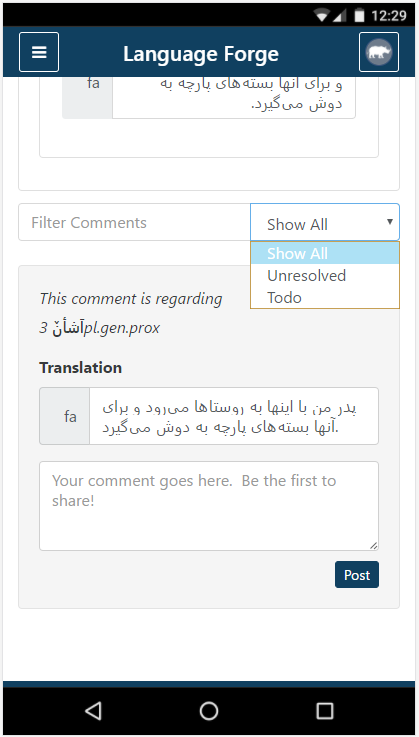 12:29
Language Forge
fa
و برای آنها بسته‌های پارچه به
دوش می‌گیرد.
Filter Comments
Show All
Show All
Unresolved
Todo
This comment is regarding
آشأنٚ 3pl.gen.prox
Translation
fa
پدر من با اینها به روستاها می‌رود و برای
آنها بسته‌های پارچه به دوش می‌گیرد.
Your comment goes here.  Be the first to
share!
Post